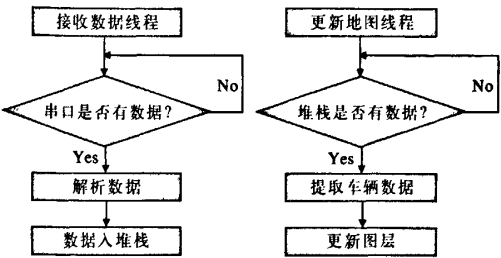 接收数据线程
No
串口是否有数据?
Yes
解析数据
数据入堆栈
更新地图线程
No
堆栈是否有数据?
Yes
提取车辆数据
更新图层